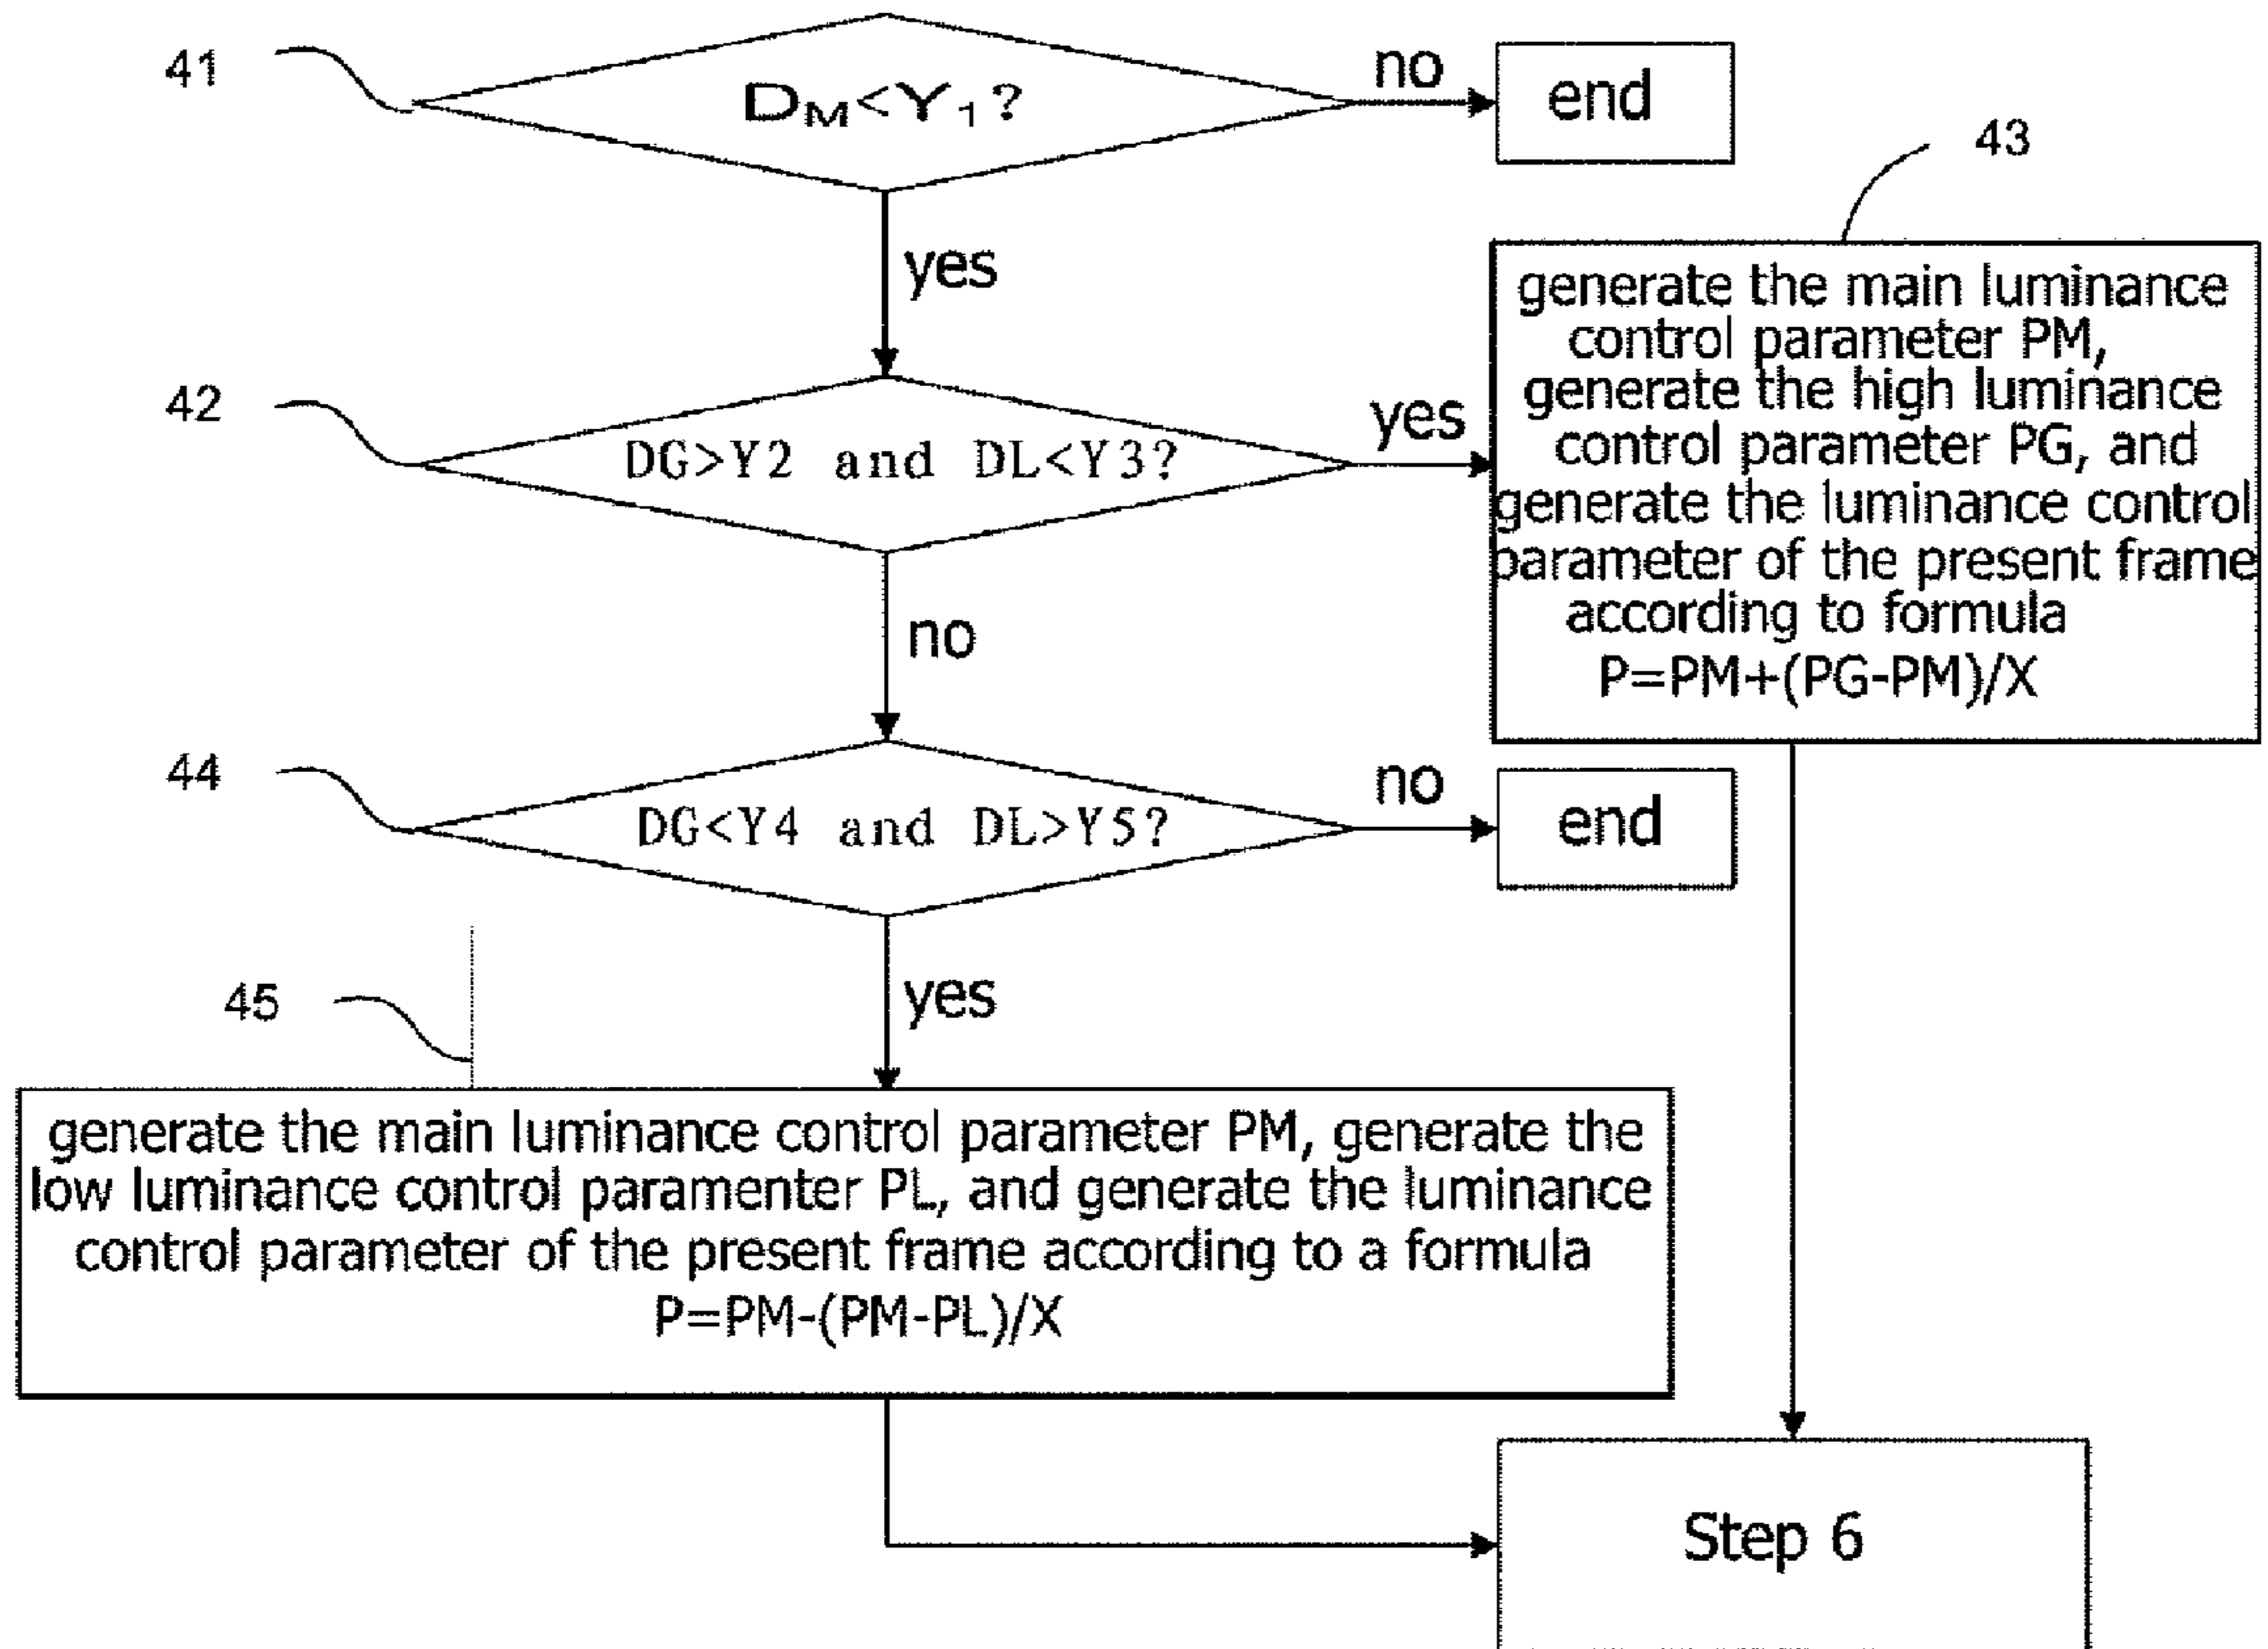 41
D_M<Y_1?
no
end
43
yes
42
DG>Y2 and DL<Y3?
yes
generate the main luminance
control parameter PM,
generate the high luminance
control parameter PG, and
generate the luminance control
parameter of the present frame
according to formula
P=PM+(PG-PM)/X
no
44
DG<Y4 and DL>Y5?
no
end
45
yes
generate the main luminance control parameter PM, generate the
low luminance control paramenter PL, and generate the luminance
control parameter of the present frame according to a formula
P=PM-(PM-PL)/X
Step 6